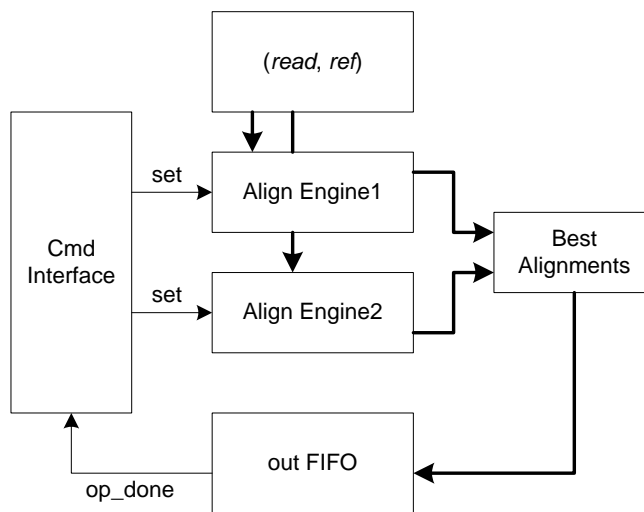 (read, ref)
set
Align Engine1
Cmd
Interface
Best
Alignments
set
Align Engine2
out FIFO
op_done